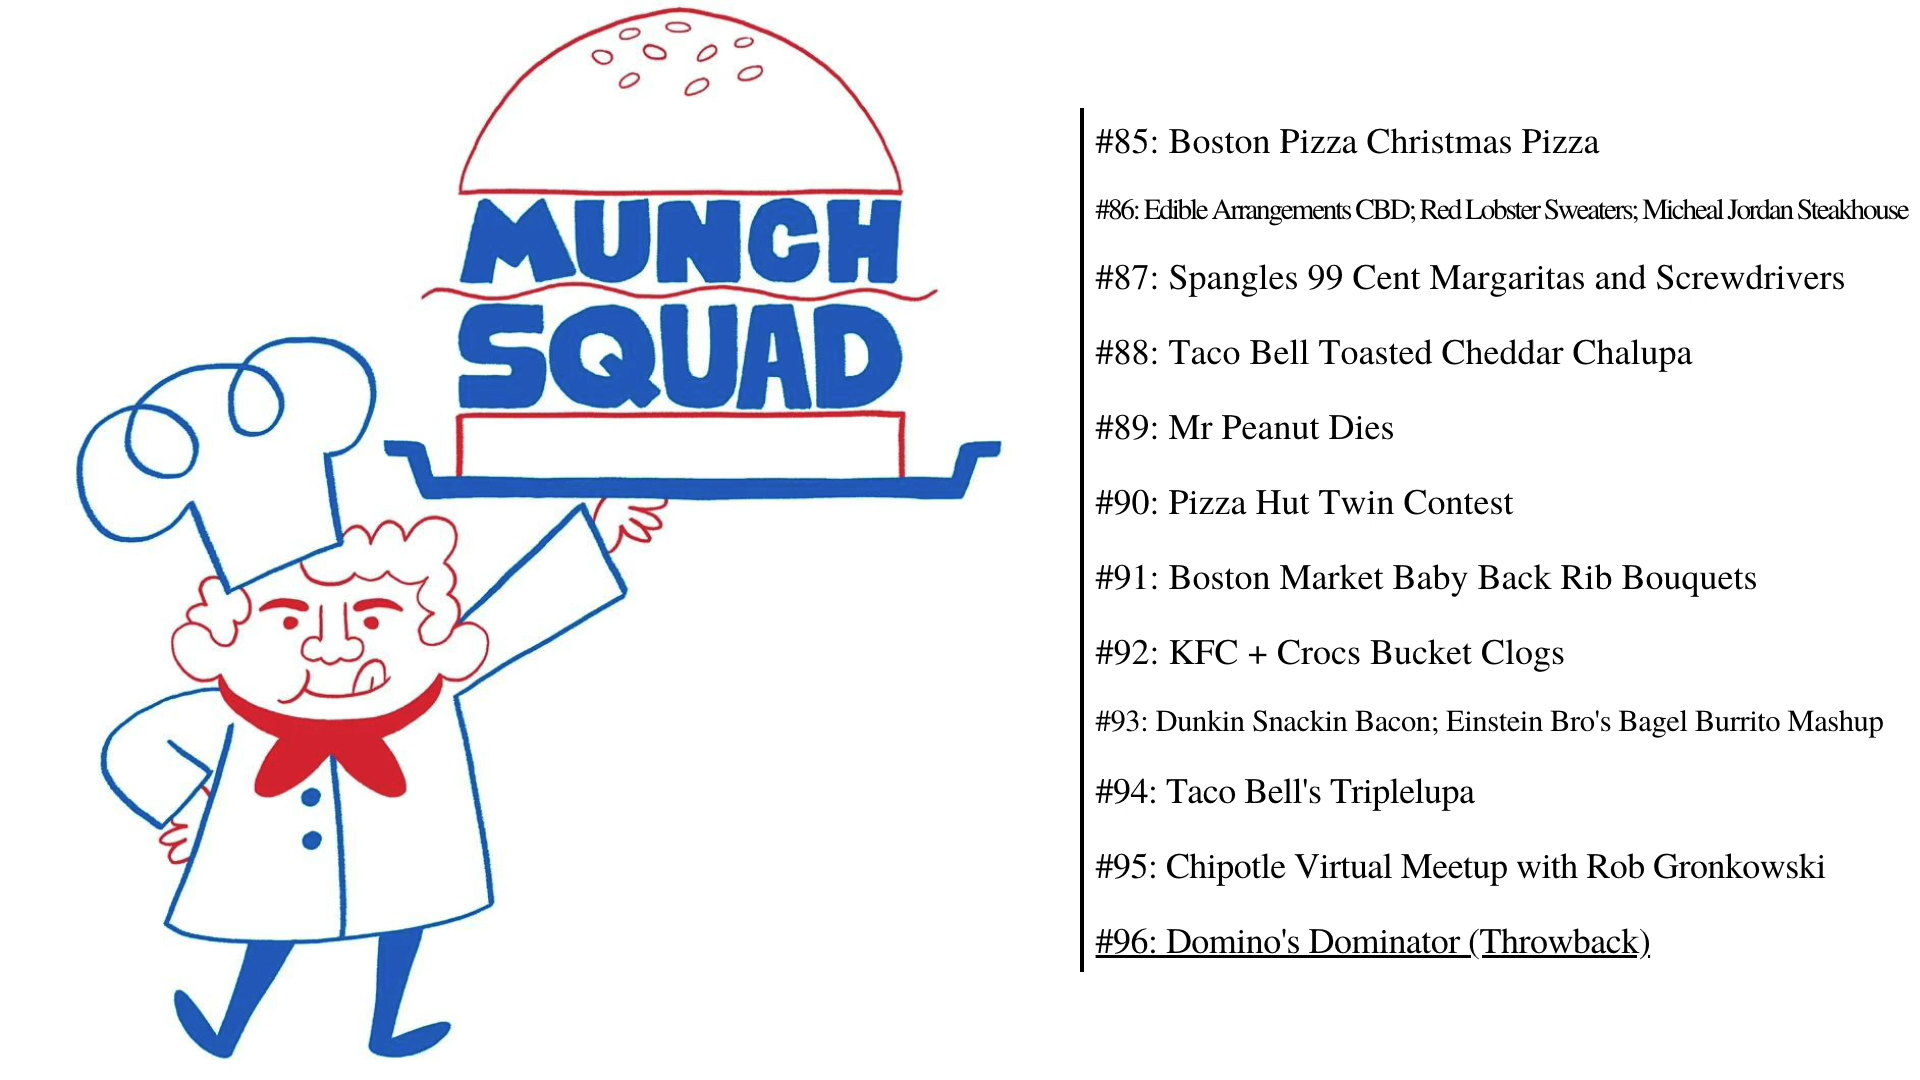 MUNCH
SQUAD
#85: Boston Pizza Christmas Pizza
#86: Edible Arrangements CBD; Red Lobster Sweaters; Micheal Jordan Steakhouse
#87: Spangles 99 Cent Margaritas and Screwdrivers
#88: Taco Bell Toasted Cheddar Chalupa
#89: Mr Peanut Dies
#90: Pizza Hut Twin Contest
#91: Boston Market Baby Back Rib Bouquets
#92: KFC + Crocs Bucket Clogs
#93: Dunkin Snackin Bacon; Einstein Bro's Bagel Burrito Mashup
#94: Taco Bell's Triplelupa
#95: Chipotle Virtual Meetup with Rob Gronkowski
#96: Domino's Dominator (Throwback)